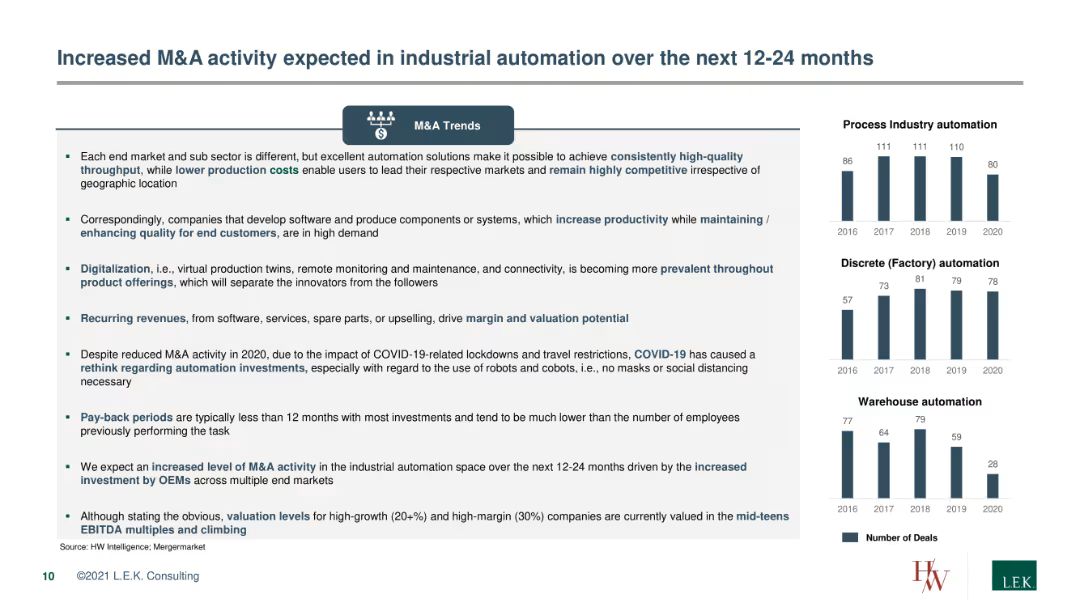 Increased M&A activity expected in industrial automation over the next 12-24 months
M&A Trends
▪ Each end market and sub sector is different, but excellent automation solutions make it possible to achieve consistently high-quality
throughput, while lower production costs enable users to lead their respective markets and remain highly competitive irrespective of
geographic location
▪ Correspondingly, companies that develop software and produce components or systems, which increase productivity while maintaining /
enhancing quality for end customers, are in high demand
▪ Digitalization, i.e., virtual production twins, remote monitoring and maintenance, and connectivity, is becoming more prevalent throughout
product offerings, which will separate the innovators from the followers
▪ Recurring revenues, from software, services, spare parts, or upselling, drive margin and valuation potential
▪ Despite reduced M&A activity in 2020, due to the impact of COVID-19-related lockdowns and travel restrictions, COVID-19 has caused a
rethink regarding automation investments, especially with regard to the use of robots and cobots, i.e., no masks or social distancing
necessary
▪ Pay-back periods are typically less than 12 months with most investments and tend to be much lower than the number of employees
previously performing the task
▪ We expect an increased level of M&A activity in the industrial automation space over the next 12-24 months driven by the increased
investment by OEMs across multiple end markets
▪ Although stating the obvious, valuation levels for high-growth (20+%) and high-margin (30%) companies are currently valued in the mid-teens
EBITDA multiples and climbing
Source: HW Intelligence; Mergermarket
Process Industry automation
86 111 111 110 80
2016 2017 2018 2019 2020
Discrete (Factory) automation
57 73 81 79 78
2016 2017 2018 2019 2020
Warehouse automation
77 64 79 59 28
2016 2017 2018 2019 2020
Number of Deals
10 ©2021 L.E.K. Consulting
HW
L.E.K.